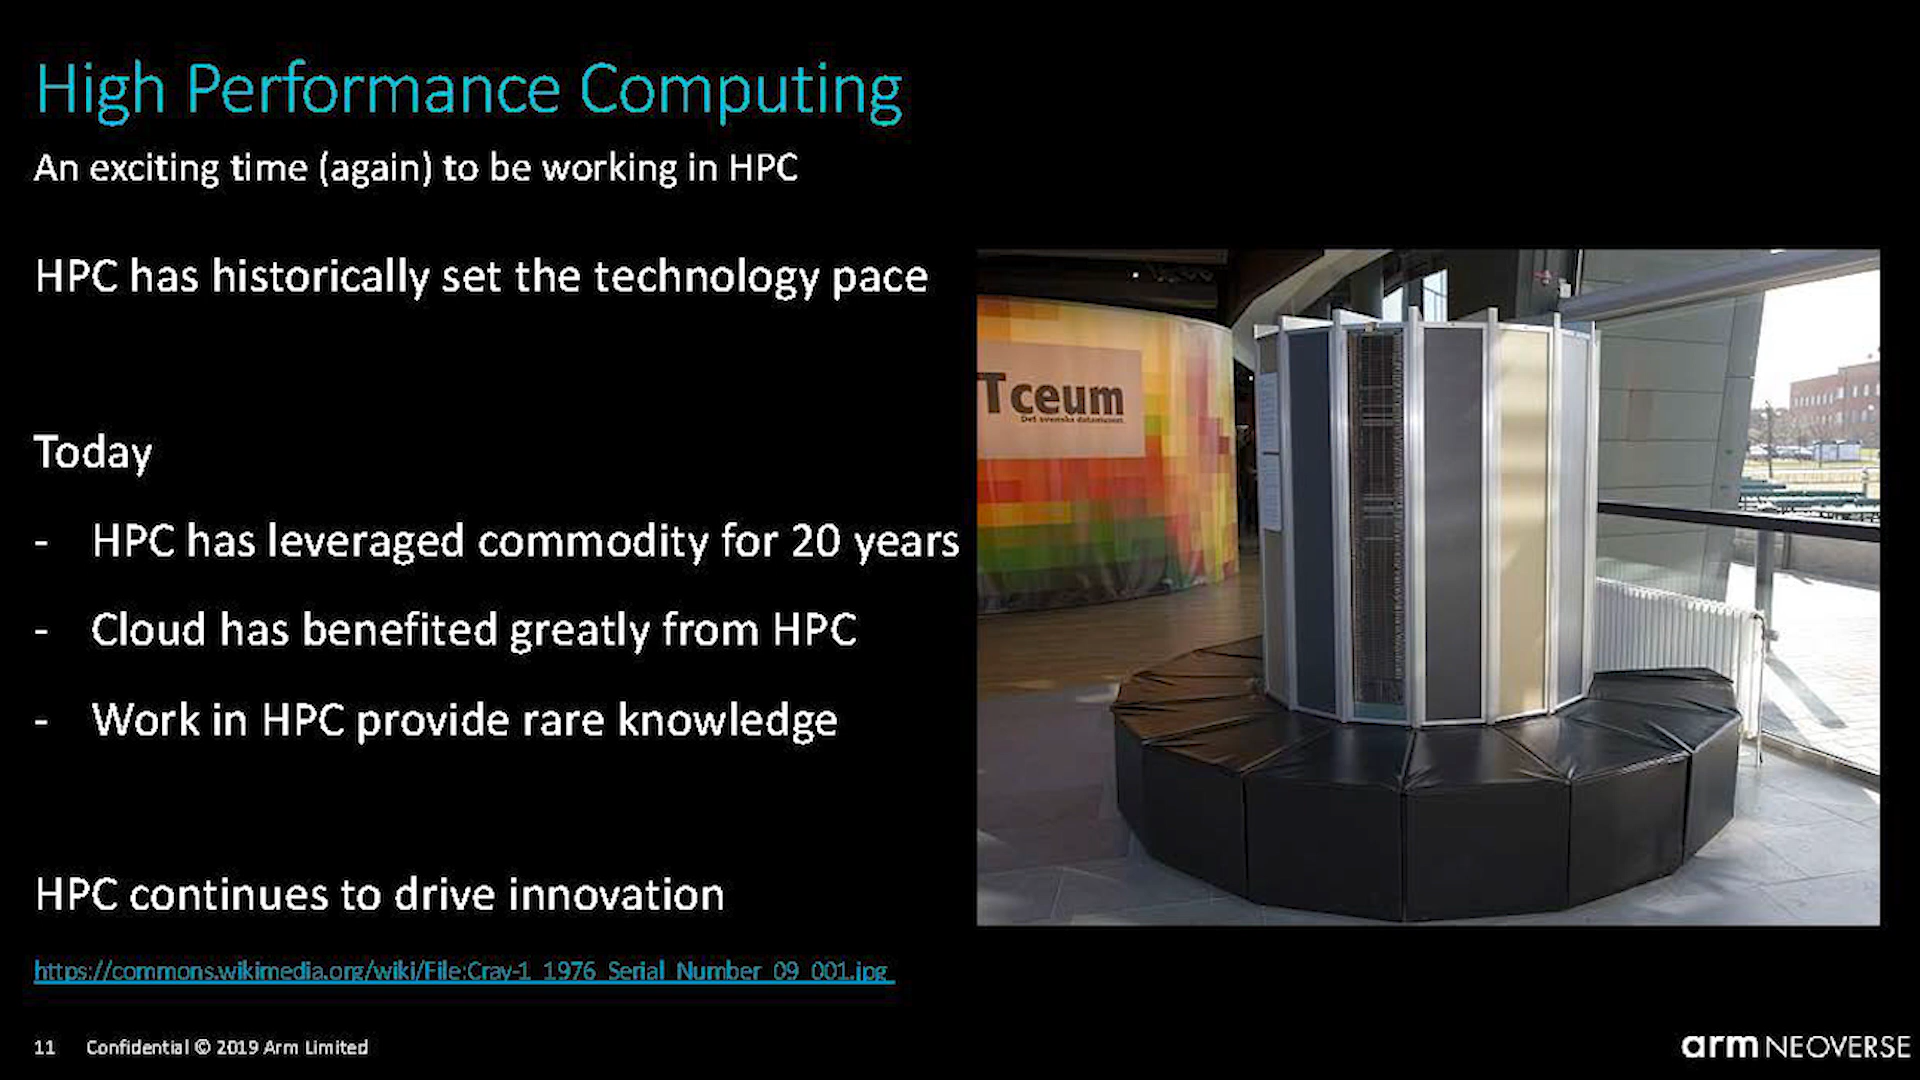 High Performance Computing
An exciting time (again) to be working in HPC
HPC has historically set the technology pace
Today
- HPC has leveraged commodity for 20 years
- Cloud has benefited greatly from HPC
- Work in HPC provide rare knowledge
HPC continues to drive innovation
https://commons.wikimedia.org/wiki/File:Cray-1_1976_Serial_Number_09_001.jpg
Tceum
Det svenska datamuseet
11 Confidential © 2019 Arm Limited
arm NEOVERSE